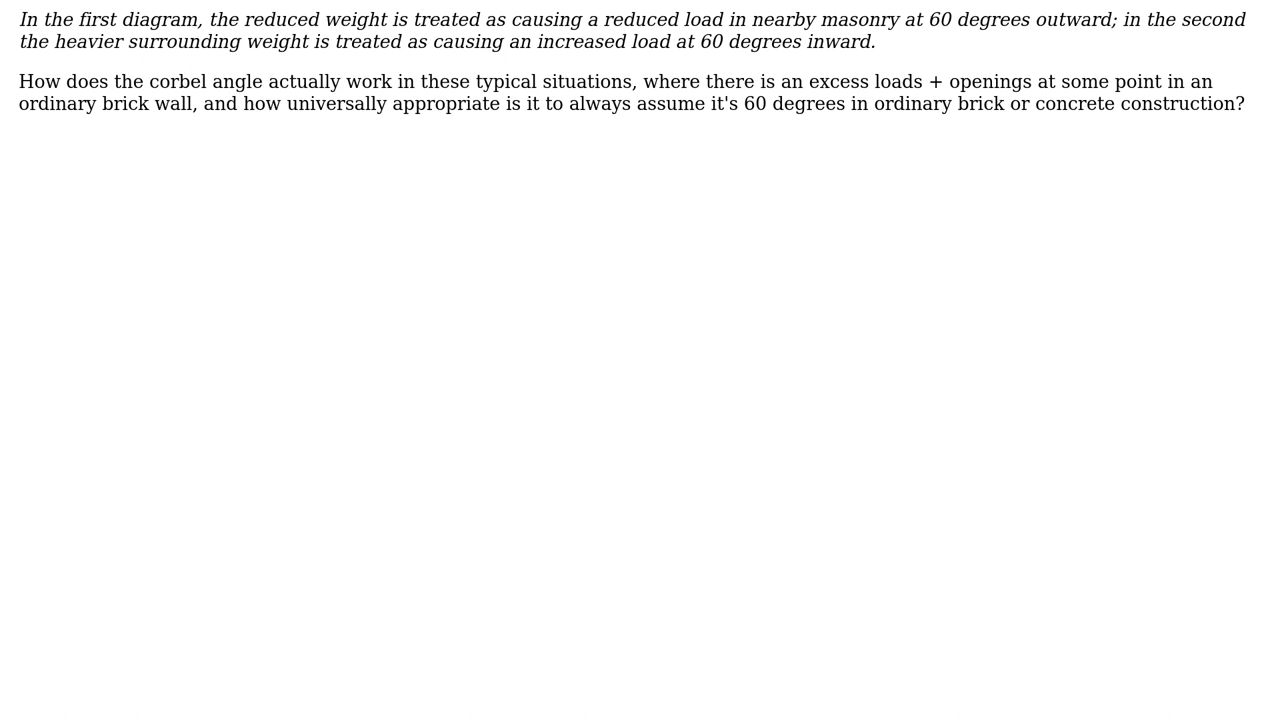 In the first diagram, the reduced weight is treated as causing a reduced load in nearby masonry at 60 degrees outward; in the second
the heavier surrounding weight is treated as causing an increased load at 60 degrees inward.
How does the corbel angle actually work in these typical situations, where there is an excess loads + openings at some point in an
ordinary brick wall, and how universally appropriate is it to always assume it's 60 degrees in ordinary brick or concrete construction?